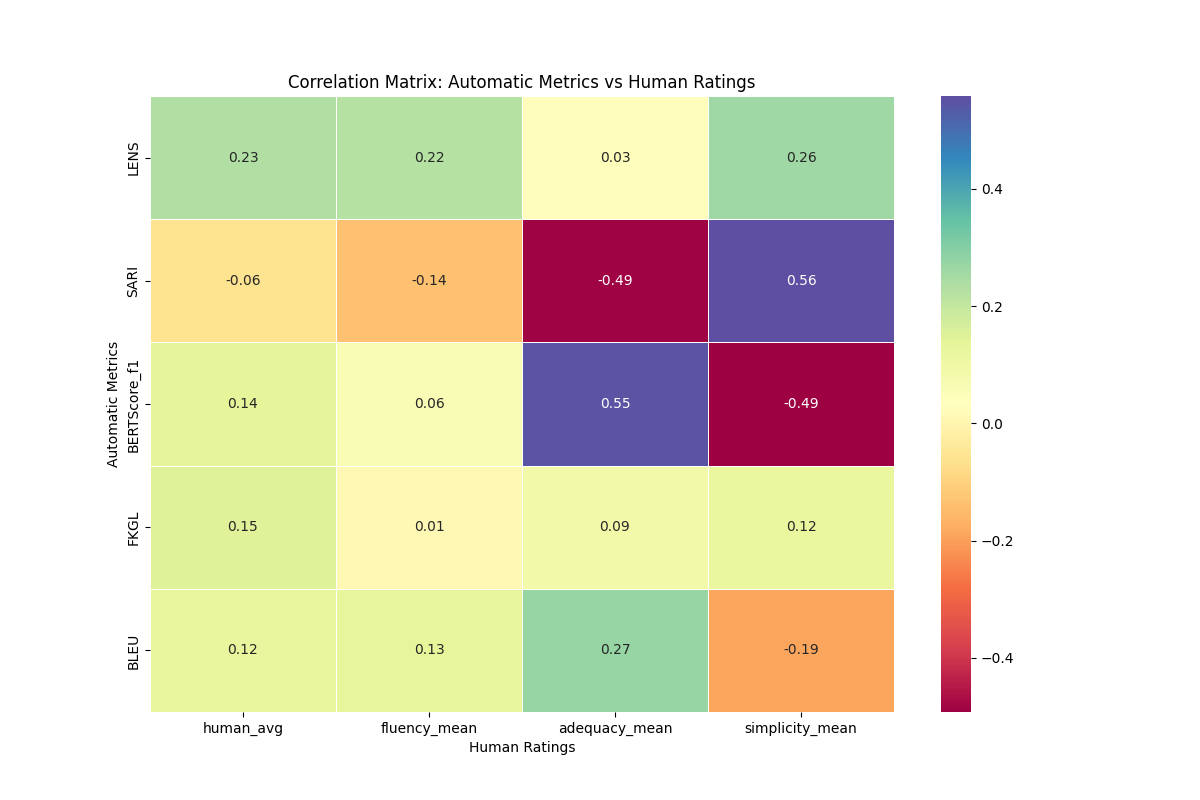 Correlation Matrix: Automatic Metrics vs Human Ratings
Automatic Metrics
LENS 0.23 0.22 0.03 0.26
SARI -0.06 -0.14 -0.49 0.56
BERTScore_f1 0.14 0.06 0.55 -0.49
FKGL 0.15 0.01 0.09 0.12
BLEU 0.12 0.13 0.27 -0.19
human_avg fluency_mean adequacy_mean simplicity_mean
Human Ratings
0.4
0.2
0.0
−0.2
−0.4